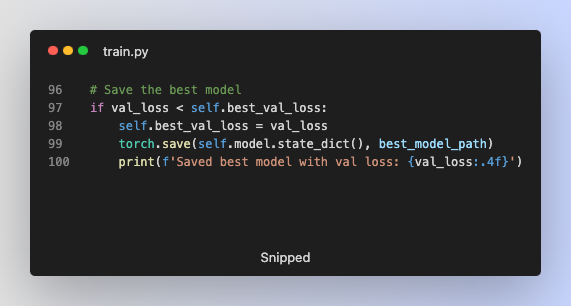 train.py
96 # Save the best model
97 if val_loss < self.best_val_loss:
98 self.best_val_loss = val_loss
99 torch.save(self.model.state_dict(), best_model_path)
100 print(f'Saved best model with val loss: {val_loss:.4f}')
Snipped